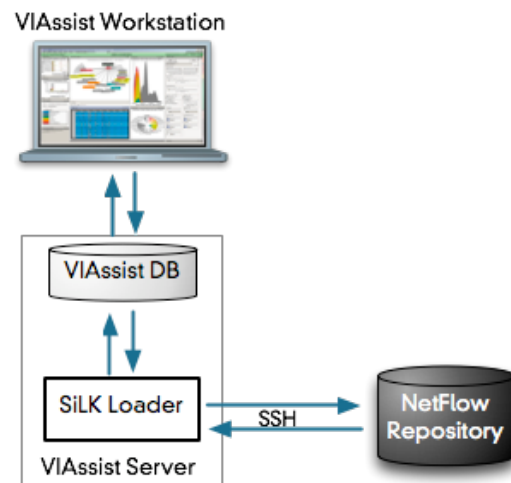 VIAssist Workstation
VIAssist DB
SiLK Loader
SSH
NetFlow
Repository
VIAssist Server